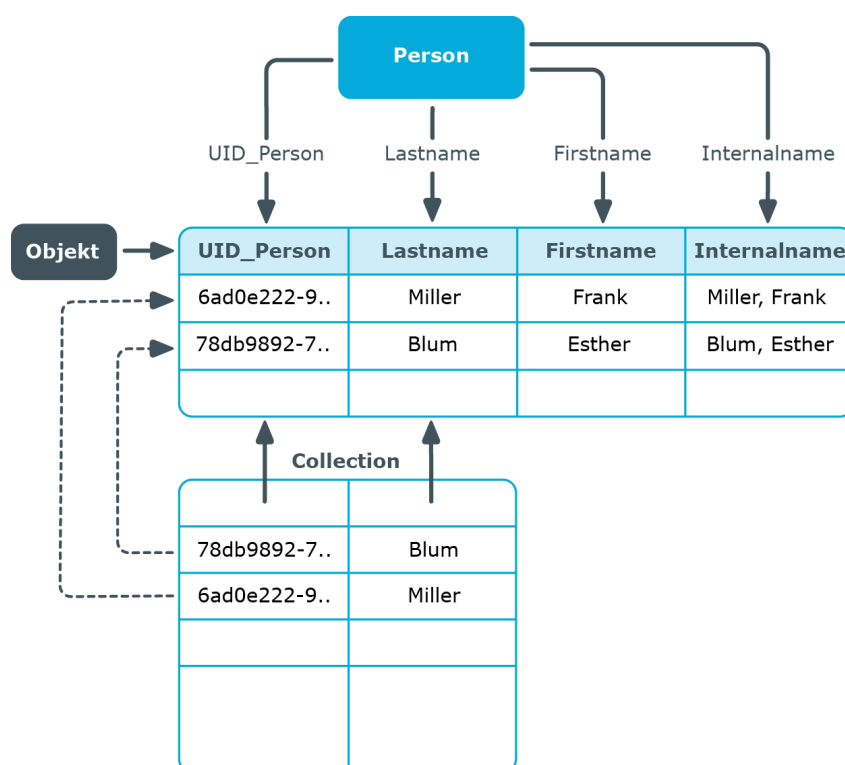 Person
UID_Person Lastname Firstname Internalname
Objekt UID_Person Lastname Firstname Internalname
6ad0e222-9.. Miller Frank Miller, Frank
78db9892-7.. Blum Esther Blum, Esther
Collection
78db9892-7.. Blum
6ad0e222-9.. Miller